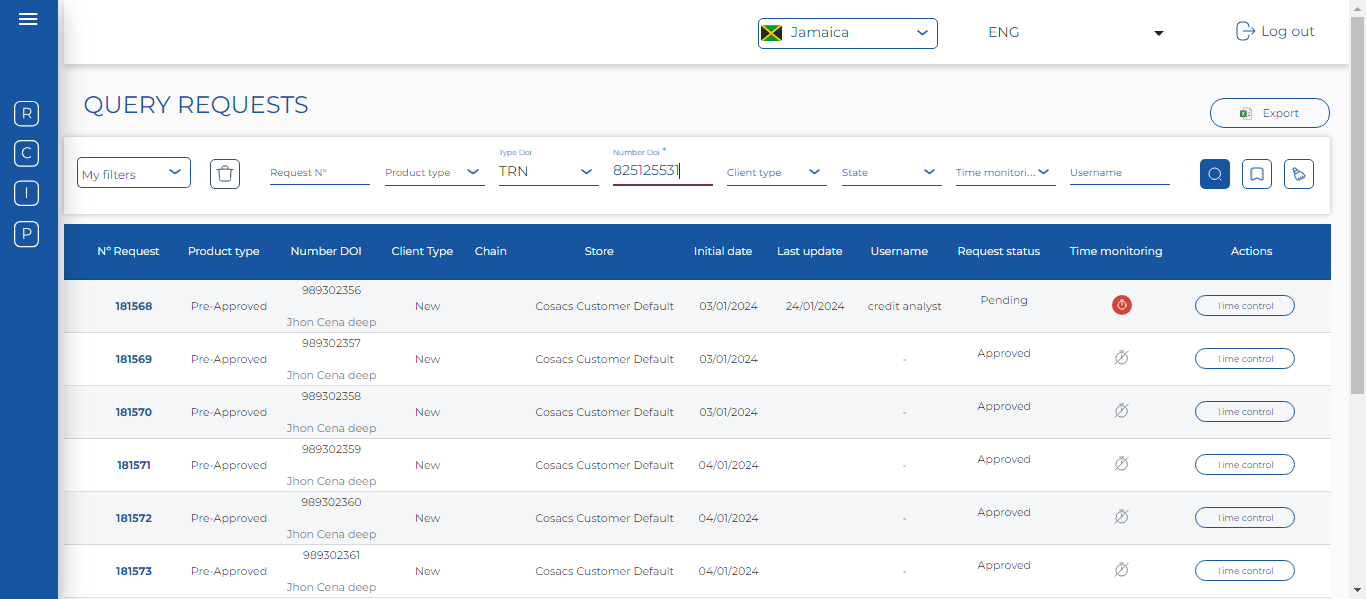 Jamaica
ENG
Log out
R
C
I
P
QUERY REQUESTS
Export
My filters
Request N°
Product type
Type Doi
TRN
Number Doi *
825125531
Client type
State
Time monitori...
Username
N° Request Product type Number DOI Client Type Chain Store Initial date Last update Username Request status Time monitoring Actions
181568 Pre-Approved 989302356 New Cosacs Customer Default 03/01/2024 24/01/2024 credit analyst Pending Time control
Jhon Cena deep
181569 Pre-Approved 989302357 New Cosacs Customer Default 03/01/2024 - Approved Time control
Jhon Cena deep
181570 Pre-Approved 989302358 New Cosacs Customer Default 03/01/2024 - Approved Time control
Jhon Cena deep
181571 Pre-Approved 989302359 New Cosacs Customer Default 04/01/2024 - Approved Time control
Jhon Cena deep
181572 Pre-Approved 989302360 New Cosacs Customer Default 04/01/2024 - Approved Time control
Jhon Cena deep
181573 Pre-Approved 989302361 New Cosacs Customer Default 04/01/2024 - Approved Time control
Jhon Cena deep